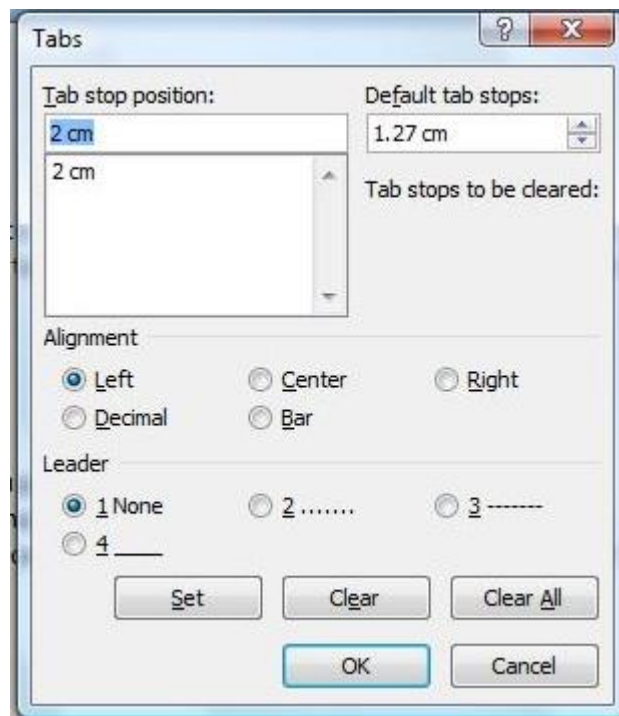 Tabs
Tab stop position:
Default tab stops:
2 cm
1.27 cm
2 cm
Tab stops to be cleared:
Alignment
Left
Center
Right
Decimal
Bar
Leader
1 None
2 .......
3 -------
4 ____
Set
Clear
Clear All
OK
Cancel